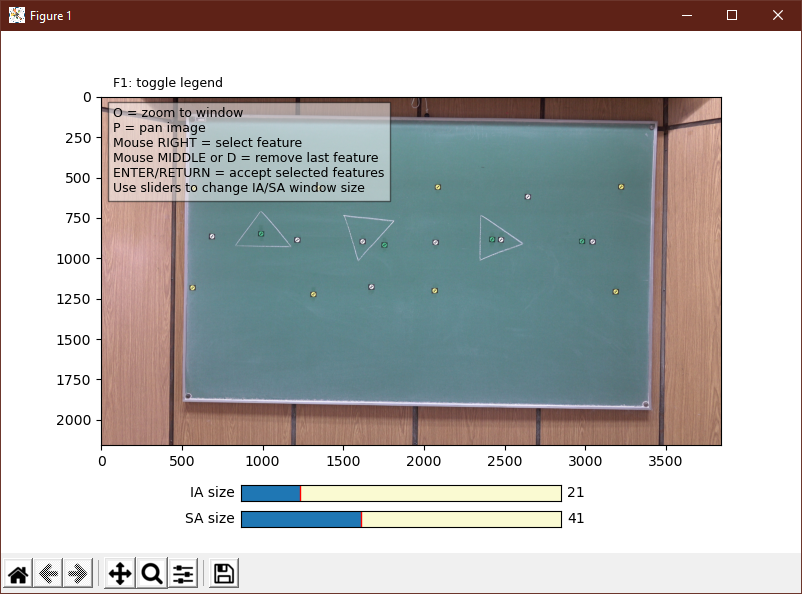 Figure 1
F1: toggle legend
O = zoom to window
P = pan image
Mouse RIGHT = select feature
Mouse MIDDLE or D = remove last feature
ENTER/RETURN = accept selected features
Use sliders to change IA/SA window size
0
250
500
750
1000
1250
1500
1750
2000
0 500 1000 1500 2000 2500 3000 3500
IA size 21
SA size 41